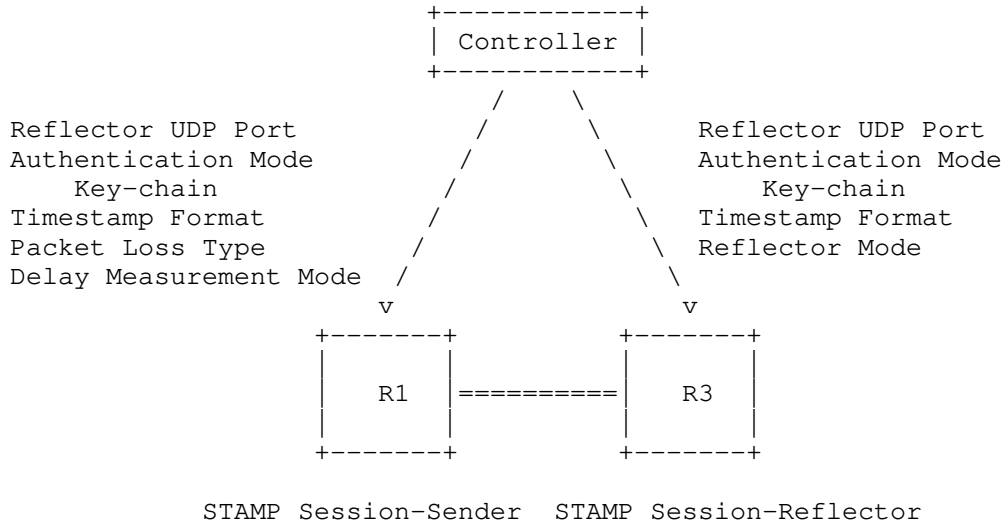 Controller
Reflector UDP Port Reflector UDP Port
Authentication Mode Authentication Mode
Key-chain Key-chain
Timestamp Format Timestamp Format
Packet Loss Type Reflector Mode
Delay Measurement Mode
v v
R1 R3
STAMP Session-Sender STAMP Session-Reflector